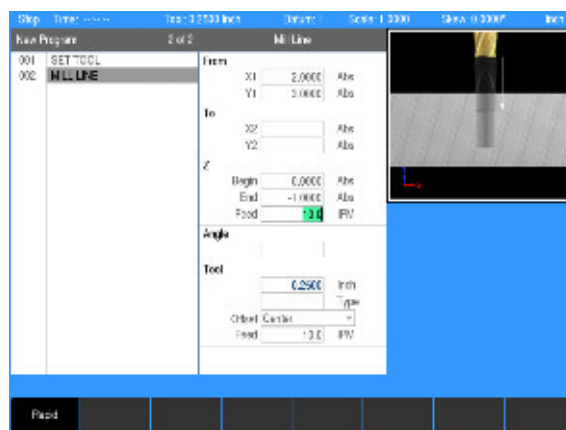 Stop Time: --:--:-- Tool: 0.2500 Inch Datum: 1 Scale: 1.0000 Skew: 0.0000° Inch
New Program 2 of 2 Mill Line
001 SET TOOL
002 MILL LINE
From
X1 2.0000 Abs
Y1 3.0000 Abs
To
X2 Abs
Y2 Abs
Z
Begin 0.0000 Abs
End -1.0000 Abs
Feed 10.0 IPM
Angle
Tool
0.2500 Inch
Type
Offset Center
Feed 10.0 IPM
Rapid